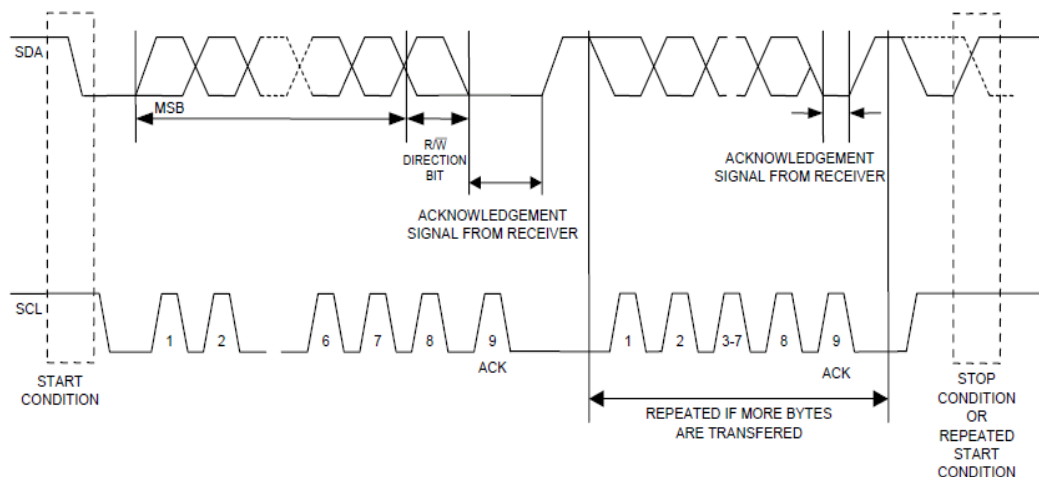 SDA
MSB
R/W̅
DIRECTION
BIT
ACKNOWLEDGEMENT
SIGNAL FROM RECEIVER
ACKNOWLEDGEMENT
SIGNAL FROM RECEIVER
SCL
1
2
6
7
8
9
1
2
3-7
8
9
ACK
ACK
START
CONDITION
REPEATED IF MORE BYTES
ARE TRANSFERED
STOP
CONDITION
OR
REPEATED
START
CONDITION